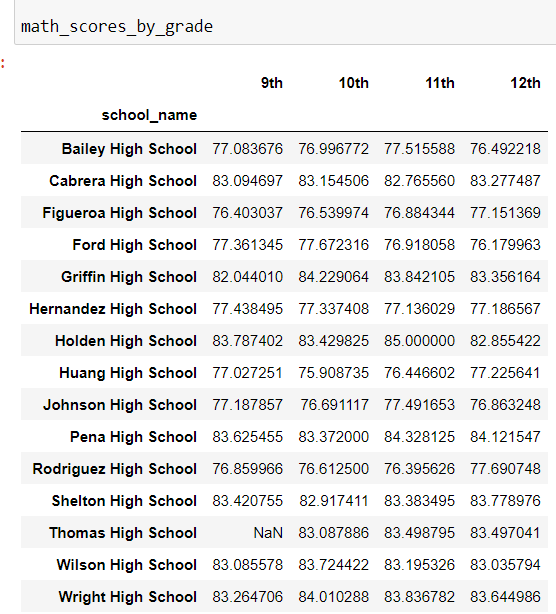 math_scores_by_grade
:
9th 10th 11th 12th
school_name
Bailey High School 77.083676 76.996772 77.515588 76.492218
Cabrera High School 83.094697 83.154506 82.765560 83.277487
Figueroa High School 76.403037 76.539974 76.884344 77.151369
Ford High School 77.361345 77.672316 76.918058 76.179963
Griffin High School 82.044010 84.229064 83.842105 83.356164
Hernandez High School 77.438495 77.337408 77.136029 77.186567
Holden High School 83.787402 83.429825 85.000000 82.855422
Huang High School 77.027251 75.908735 76.446602 77.225641
Johnson High School 77.187857 76.691117 77.491653 76.863248
Pena High School 83.625455 83.372000 84.328125 84.121547
Rodriguez High School 76.859966 76.612500 76.395626 77.690748
Shelton High School 83.420755 82.917411 83.383495 83.778976
Thomas High School NaN 83.087886 83.498795 83.497041
Wilson High School 83.085578 83.724422 83.195326 83.035794
Wright High School 83.264706 84.010288 83.836782 83.644986